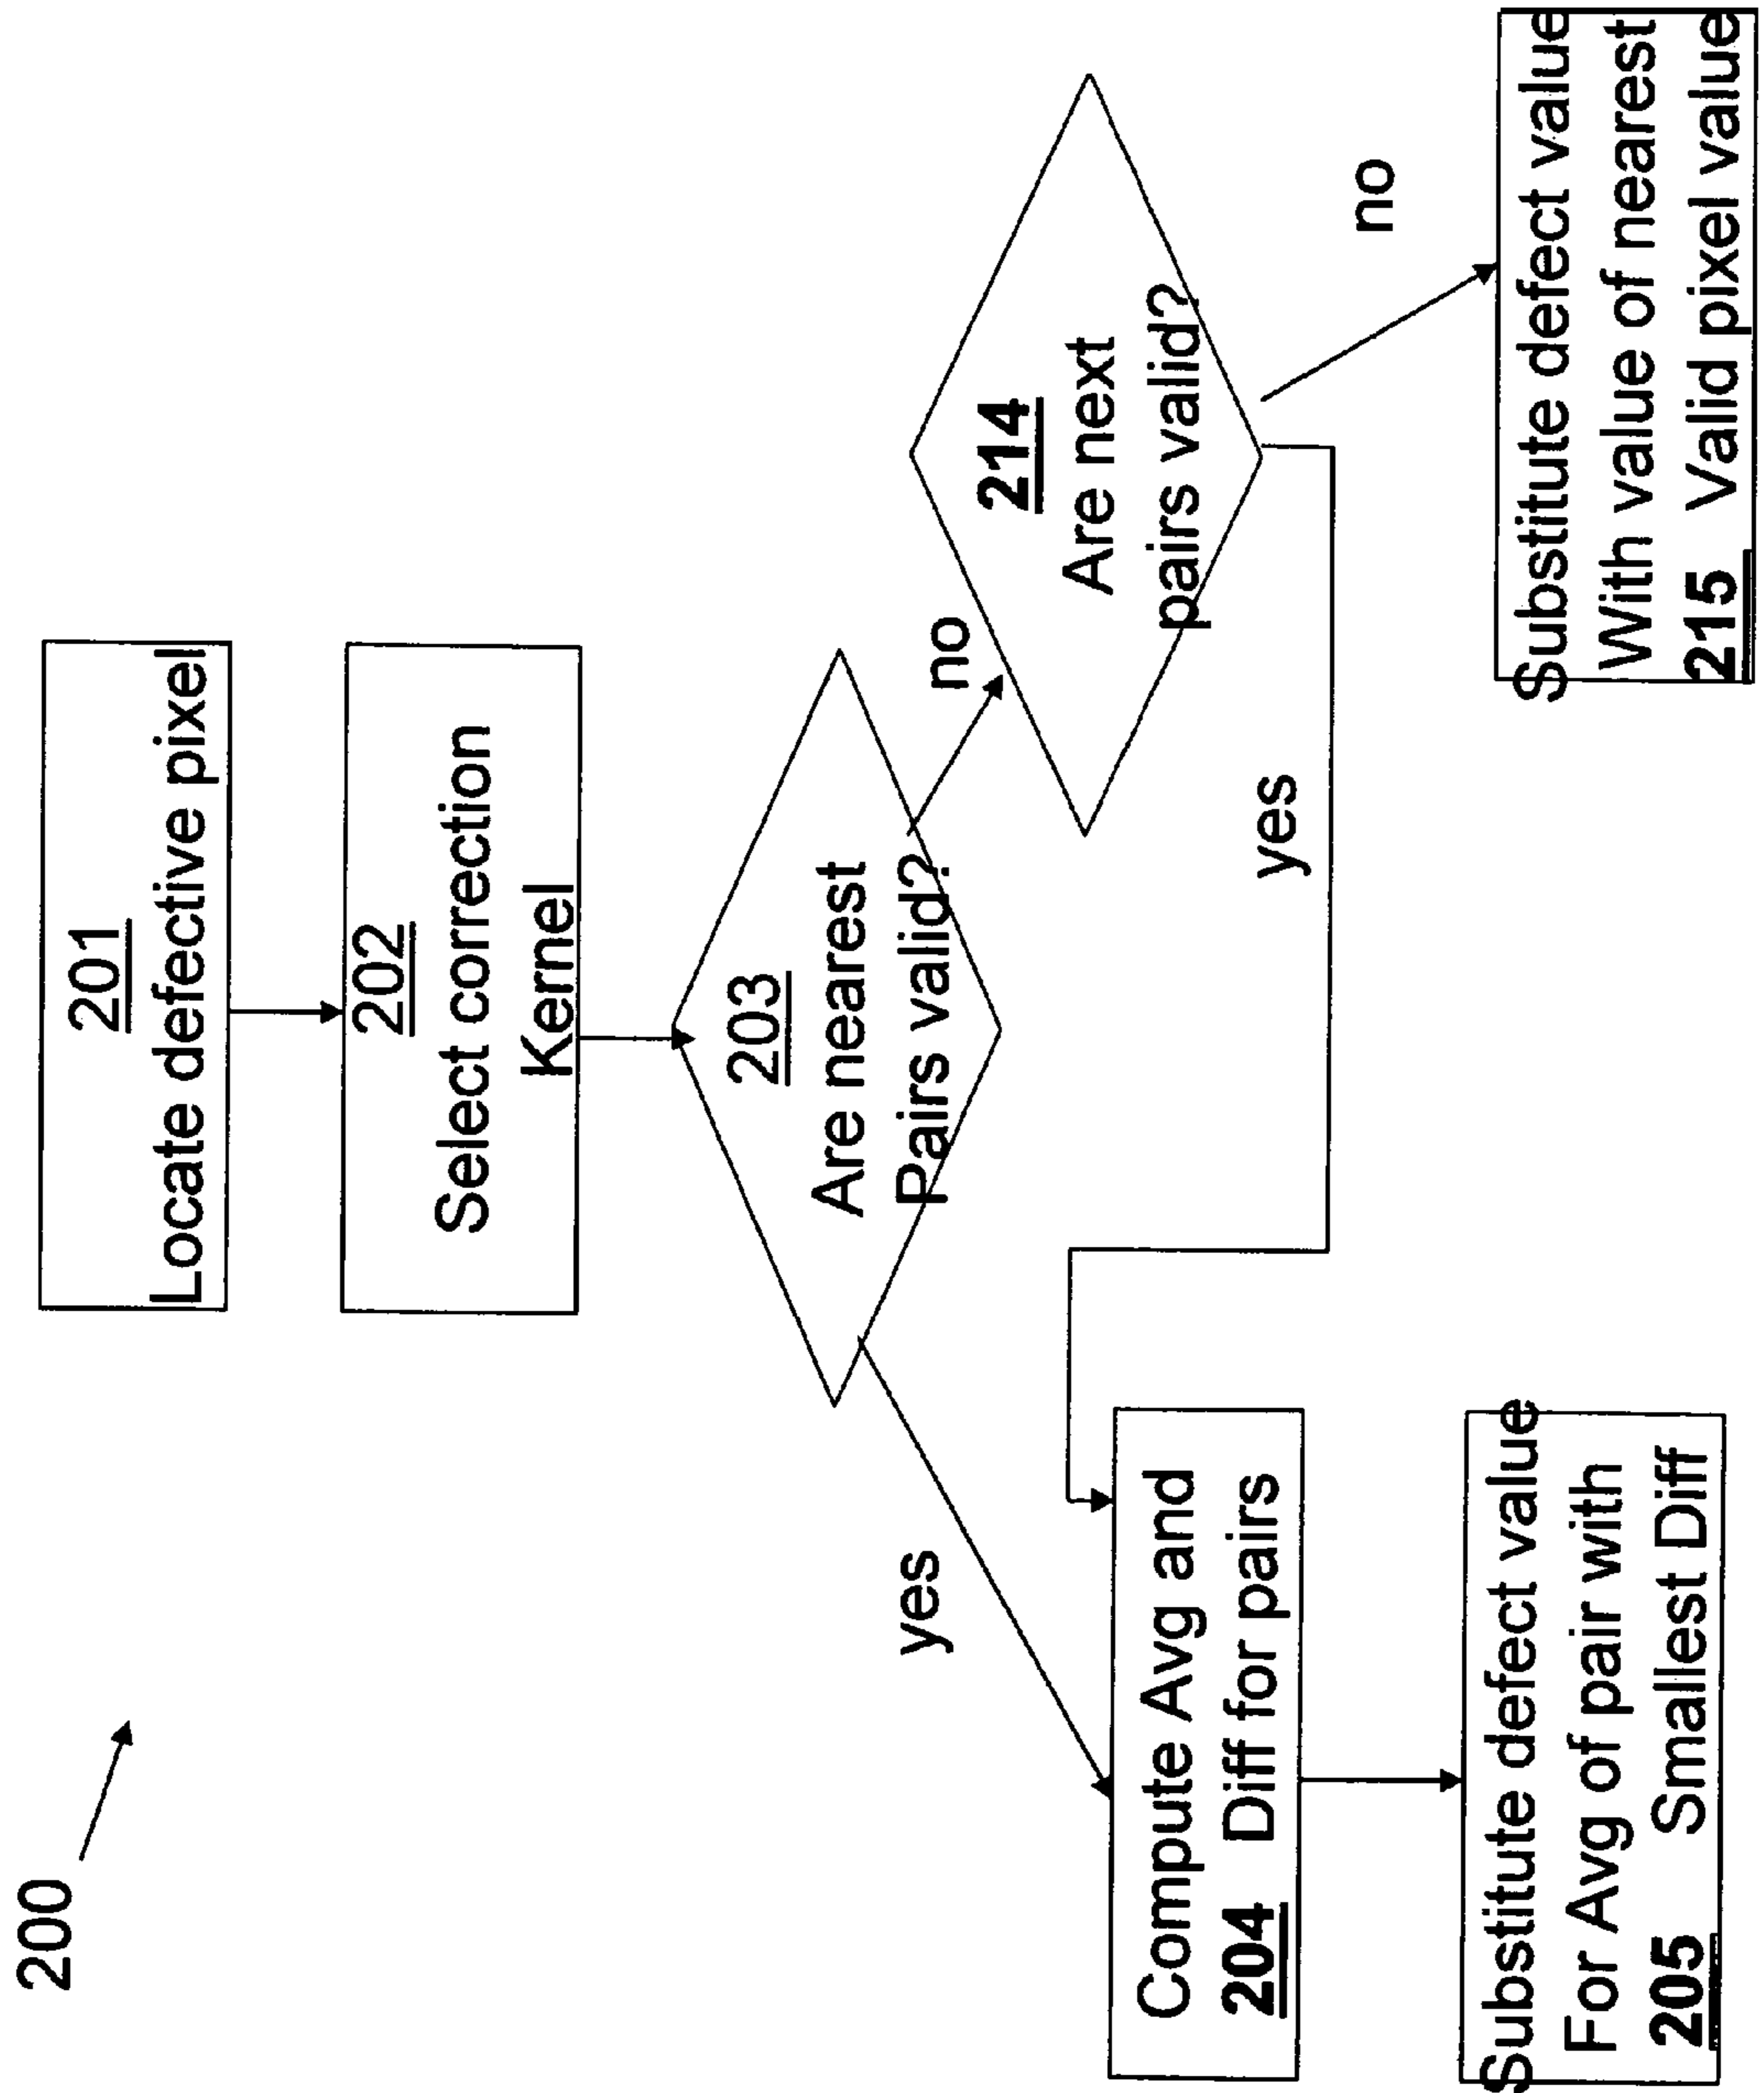 200
201
Locate defective pixel
202
Select correction
Kernel
203
Are nearest
Pairs valid?
yes
no
214
Are next
pairs valid?
yes
no
Compute Avg and
204 Diff for pairs
Substitute defect value
For Avg of pair with
205 Smallest Diff
Substitute defect value
With value of nearest
215 Valid pixel value